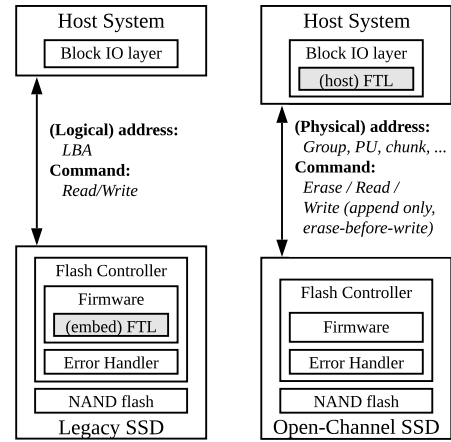 Host System
Block IO layer
(Logical) address:
LBA
Command:
Read/Write
Flash Controller
Firmware
(embed) FTL
Error Handler
NAND flash
Legacy SSD
Host System
Block IO layer
(host) FTL
(Physical) address:
Group, PU, chunk, ...
Command:
Erase / Read /
Write (append only,
erase-before-write)
Flash Controller
Firmware
Error Handler
NAND flash
Open-Channel SSD